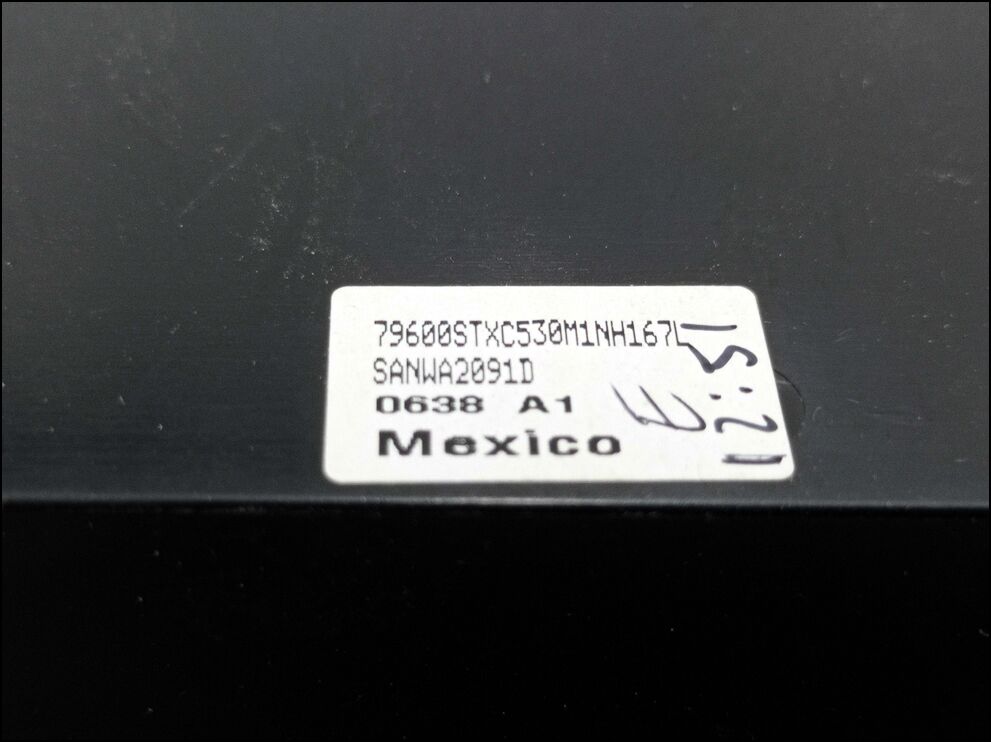 79600STXC530M1NH167L
SANWA2091D
0638 A1
Mexico